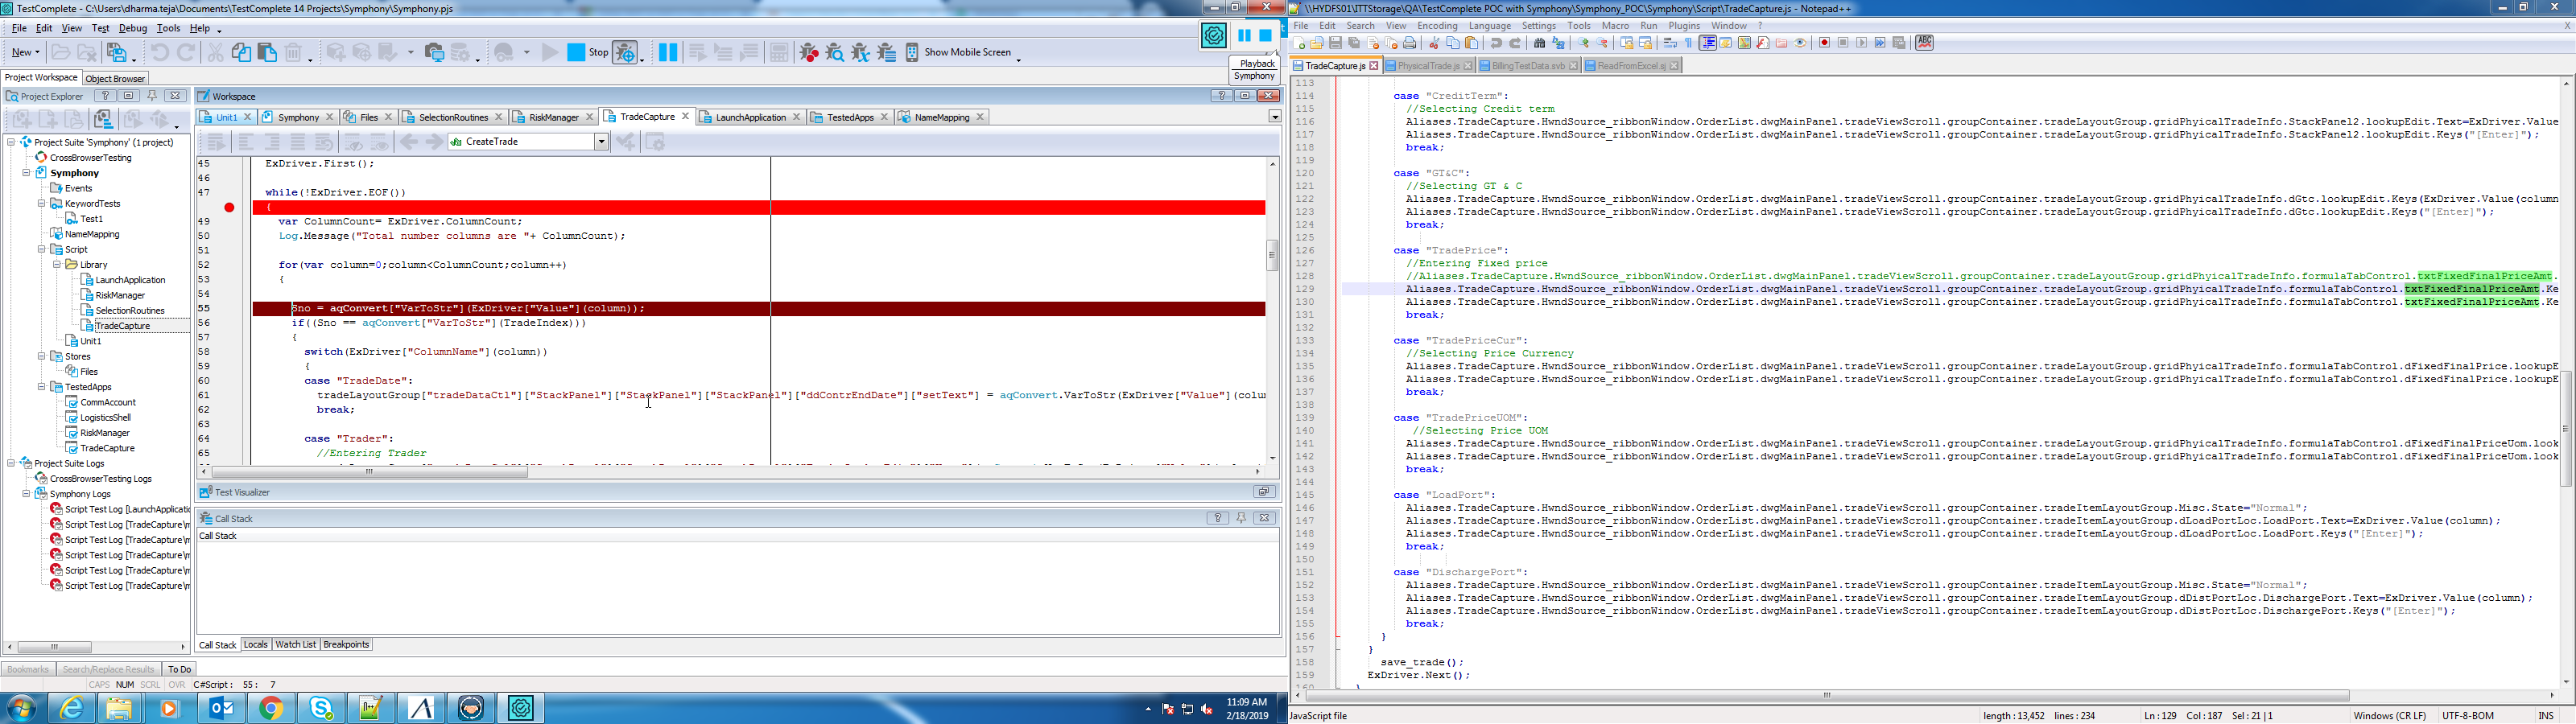 TestComplete - C:\Users\dharma.teja\Documents\TestComplete 14 Projects\Symphony\Symphony.pjs
File Edit View Test Debug Tools Help
New
Stop
Show Mobile Screen
Playback
Symphony
Project Workspace Object Browser
Project Explorer
Project Suite 'Symphony' (1 project)
CrossBrowserTesting
Symphony
Events
KeywordTests
Test1
NameMapping
Script
Library
LaunchApplication
RiskManager
SelectionRoutines
TradeCapture
Unit1
Stores
Files
TestedApps
CommAccount
LogisticsShell
RiskManager
TradeCapture
Project Suite Logs
CrossBrowserTesting Logs
Symphony Logs
Script Test Log [LaunchApplicatio
Script Test Log [TradeCapture\m
Script Test Log [TradeCapture\m
Script Test Log [TradeCapture\m
Script Test Log [TradeCapture\m
Script Test Log [TradeCapture\m
Workspace
Unit1 Symphony Files SelectionRoutines RiskManager TradeCapture LaunchApplication TestedApps NameMapping
CreateTrade
45 ExDriver.First();
46
47 while(!ExDriver.EOF())
{
49 var ColumnCount= ExDriver.ColumnCount;
50 Log.Message("Total number columns are "+ ColumnCount);
51
52 for(var column=0;column<ColumnCount;column++)
53 {
54
55 Sno = aqConvert["VarToStr"](ExDriver["Value"](column));
56 if((Sno == aqConvert["VarToStr"](TradeIndex)))
57 {
58 switch(ExDriver["ColumnName"](column))
59 {
60 case "TradeDate":
61 tradeLayoutGroup["tradeDataCtl"]["StackPanel"]["StackPanel"]["StackPanel"]["ddContrEndDate"]["setText"] = aqConvert.VarToStr(ExDriver["Value"](colum
62 break;
63
64 case "Trader":
65 //Entering Trader
Test Visualizer
Call Stack
Call Stack
Call Stack Locals Watch List Breakpoints
Bookmarks Search/Replace Results To Do
CAPS NUM SCRL OVR C#Script : 55 : 7
11:09 AM
2/18/2019
\\HYDFS01\ITTStorage\QA\TestComplete POC with Symphony\Symphony_POC\Symphony\Script\TradeCapture.js - Notepad++
File Edit Search View Encoding Language Settings Tools Macro Run Plugins Window ?
X
TradeCapture.js PhysicalTrade.js BillingTestData.svb ReadFromExcel.sj
113
114 case "CreditTerm":
115 //Selecting Credit term
116 Aliases.TradeCapture.HwndSource_ribbonWindow.OrderList.dwgMainPanel.tradeViewScroll.groupContainer.tradeLayoutGroup.gridPhyicalTradeInfo.StackPanel2.lookupEdit.Text=ExDriver.Value
117 Aliases.TradeCapture.HwndSource_ribbonWindow.OrderList.dwgMainPanel.tradeViewScroll.groupContainer.tradeLayoutGroup.gridPhyicalTradeInfo.StackPanel2.lookupEdit.Keys("[Enter]");
118 break;
119
120 case "GT&C":
121 //Selecting GT & C
122 Aliases.TradeCapture.HwndSource_ribbonWindow.OrderList.dwgMainPanel.tradeViewScroll.groupContainer.tradeLayoutGroup.gridPhyicalTradeInfo.dGtc.lookupEdit.Keys(ExDriver.Value(column
123 Aliases.TradeCapture.HwndSource_ribbonWindow.OrderList.dwgMainPanel.tradeViewScroll.groupContainer.tradeLayoutGroup.gridPhyicalTradeInfo.dGtc.lookupEdit.Keys("[Enter]");
124 break;
125
126 case "TradePrice":
127 //Entering Fixed price
128 //Aliases.TradeCapture.HwndSource_ribbonWindow.OrderList.dwgMainPanel.tradeViewScroll.groupContainer.tradeLayoutGroup.gridPhyicalTradeInfo.formulaTabControl.txtFixedFinalPriceAmt.
129 Aliases.TradeCapture.HwndSource_ribbonWindow.OrderList.dwgMainPanel.tradeViewScroll.groupContainer.tradeLayoutGroup.gridPhyicalTradeInfo.formulaTabControl.txtFixedFinalPriceAmt.Ke
130 Aliases.TradeCapture.HwndSource_ribbonWindow.OrderList.dwgMainPanel.tradeViewScroll.groupContainer.tradeLayoutGroup.gridPhyicalTradeInfo.formulaTabControl.txtFixedFinalPriceAmt.Ke
131 break;
132
133 case "TradePriceCur":
134 //Selecting Price Currency
135 Aliases.TradeCapture.HwndSource_ribbonWindow.OrderList.dwgMainPanel.tradeViewScroll.groupContainer.tradeLayoutGroup.gridPhyicalTradeInfo.formulaTabControl.dFixedFinalPrice.lookupE
136 Aliases.TradeCapture.HwndSource_ribbonWindow.OrderList.dwgMainPanel.tradeViewScroll.groupContainer.tradeLayoutGroup.gridPhyicalTradeInfo.formulaTabControl.dFixedFinalPrice.lookupE
137 break;
138
139 case "TradePriceUOM":
140 //Selecting Price UOM
141 Aliases.TradeCapture.HwndSource_ribbonWindow.OrderList.dwgMainPanel.tradeViewScroll.groupContainer.tradeLayoutGroup.gridPhyicalTradeInfo.formulaTabControl.dFixedFinalPriceUom.look
142 Aliases.TradeCapture.HwndSource_ribbonWindow.OrderList.dwgMainPanel.tradeViewScroll.groupContainer.tradeLayoutGroup.gridPhyicalTradeInfo.formulaTabControl.dFixedFinalPriceUom.look
143 break;
144
145 case "LoadPort":
146 Aliases.TradeCapture.HwndSource_ribbonWindow.OrderList.dwgMainPanel.tradeViewScroll.groupContainer.tradeItemLayoutGroup.Misc.State="Normal";
147 Aliases.TradeCapture.HwndSource_ribbonWindow.OrderList.dwgMainPanel.tradeViewScroll.groupContainer.tradeItemLayoutGroup.dLoadPortLoc.LoadPort.Text=ExDriver.Value(column);
148 Aliases.TradeCapture.HwndSource_ribbonWindow.OrderList.dwgMainPanel.tradeViewScroll.groupContainer.tradeItemLayoutGroup.dLoadPortLoc.LoadPort.Keys("[Enter]");
149 break;
150
151 case "DischargePort":
152 Aliases.TradeCapture.HwndSource_ribbonWindow.OrderList.dwgMainPanel.tradeViewScroll.groupContainer.tradeItemLayoutGroup.Misc.State="Normal";
153 Aliases.TradeCapture.HwndSource_ribbonWindow.OrderList.dwgMainPanel.tradeViewScroll.groupContainer.tradeItemLayoutGroup.dDistPortLoc.DischargePort.Text=ExDriver.Value(column);
154 Aliases.TradeCapture.HwndSource_ribbonWindow.OrderList.dwgMainPanel.tradeViewScroll.groupContainer.tradeItemLayoutGroup.dDistPortLoc.DischargePort.Keys("[Enter]");
155 break;
156 }
157 }
158 save_trade();
159 ExDriver.Next();
JavaScript file length : 13,452 lines : 234 Ln : 129 Col : 187 Sel : 21 | 1 Windows (CR LF) UTF-8-BOM INS